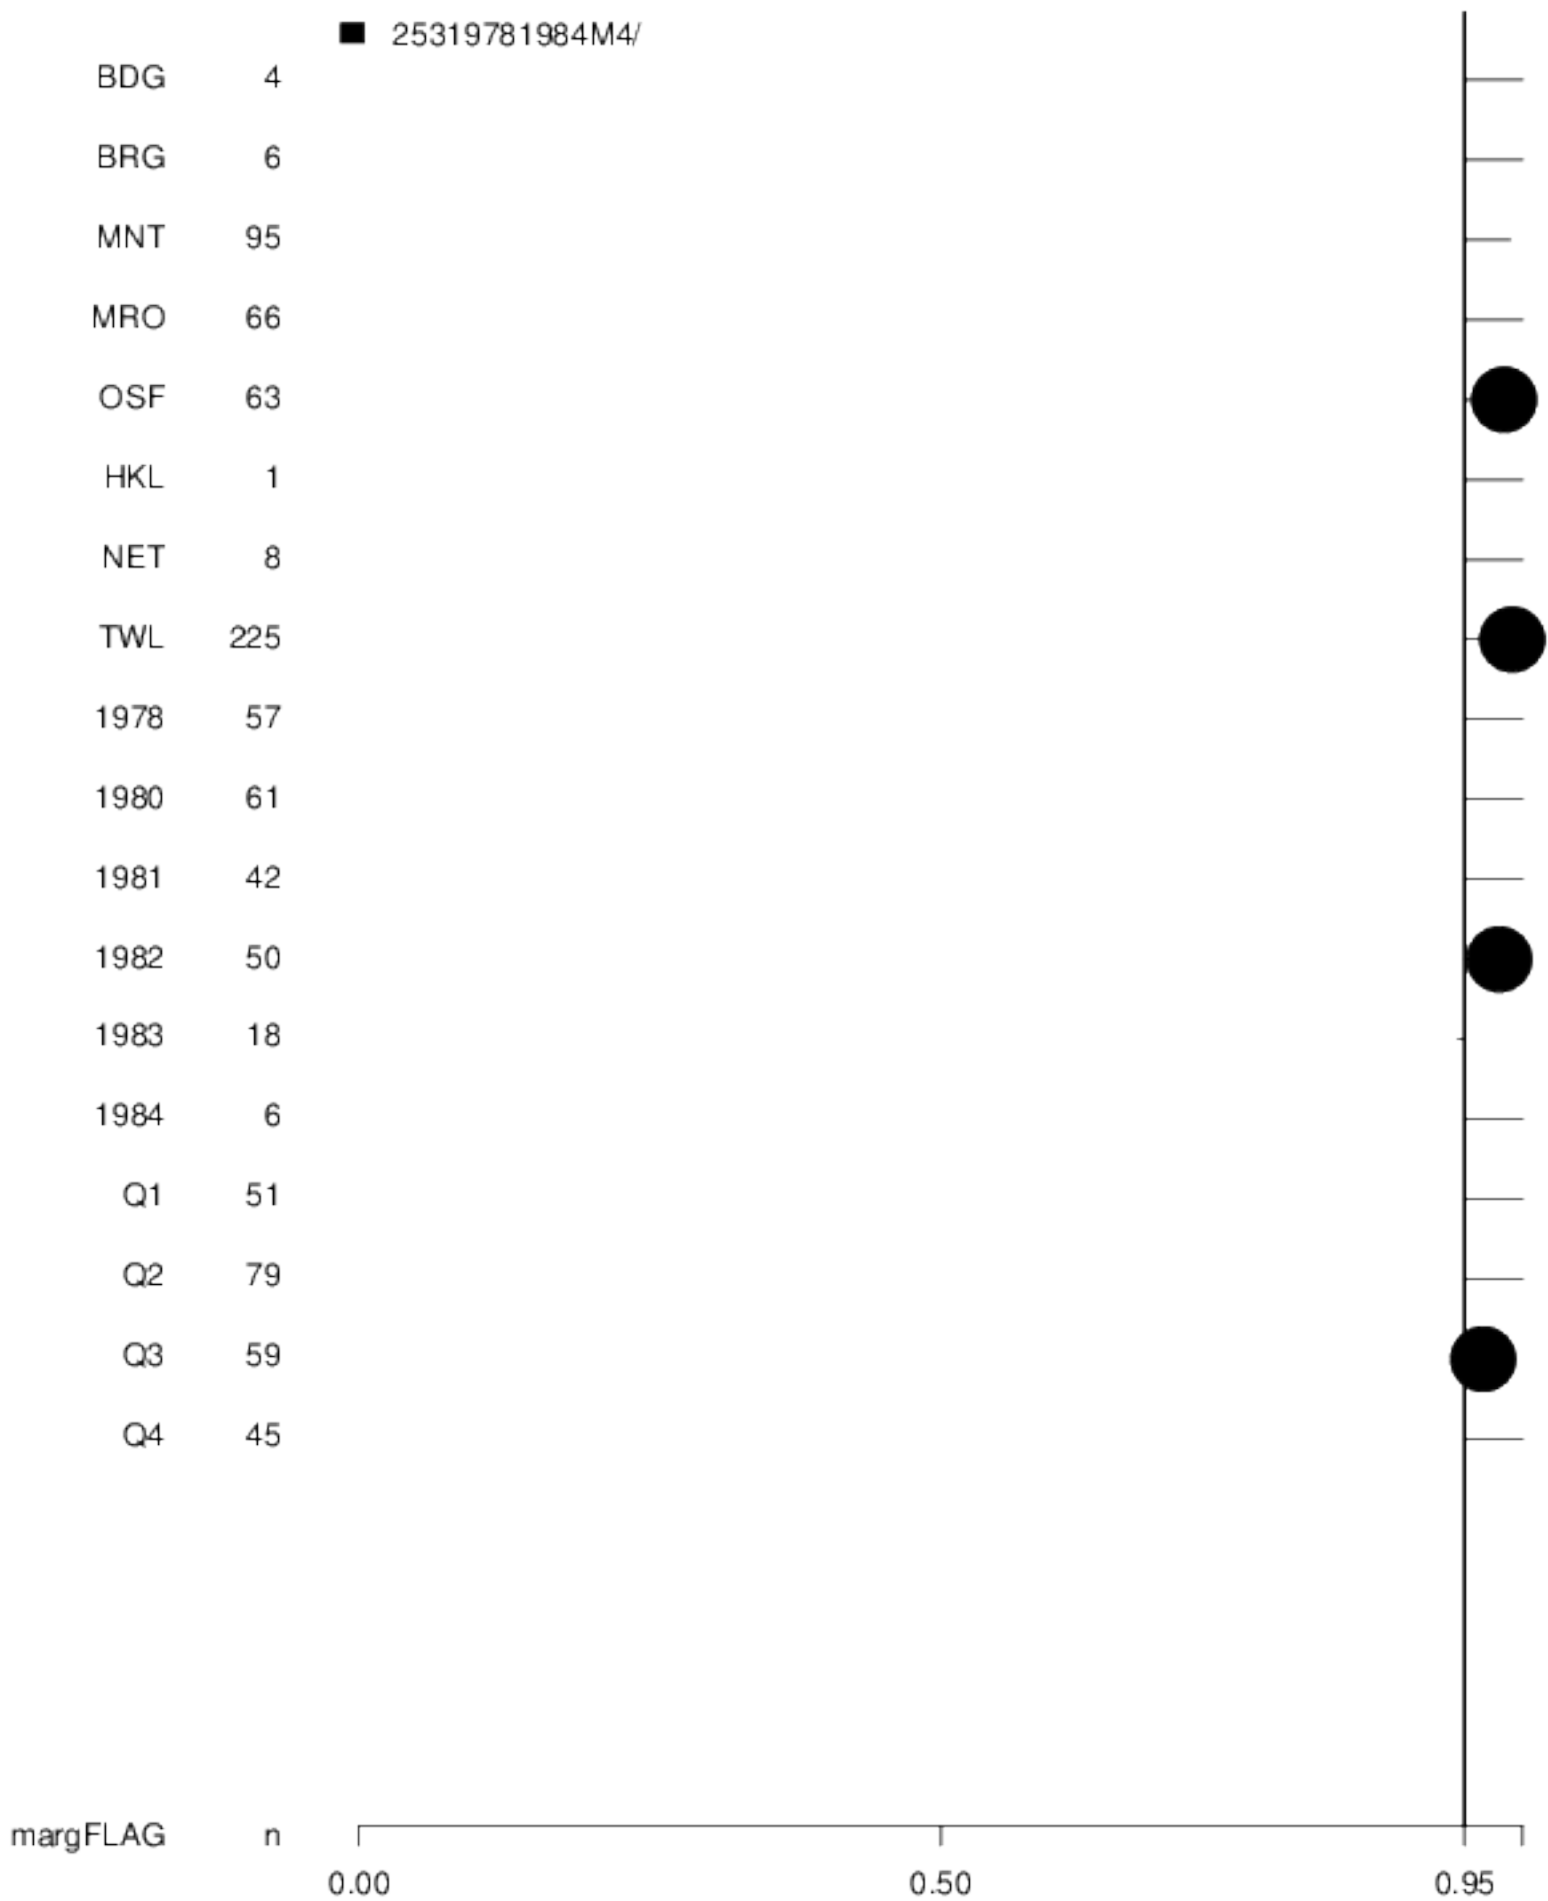 25319781984M4/
BDG 4
BRG 6
MNT 95
MRO 66
OSF 63
HKL 1
NET 8
TWL 225
1978 57
1980 61
1981 42
1982 50
1983 18
1984 6
Q1 51
Q2 79
Q3 59
Q4 45
margFLAG n
0.00 0.50 0.95